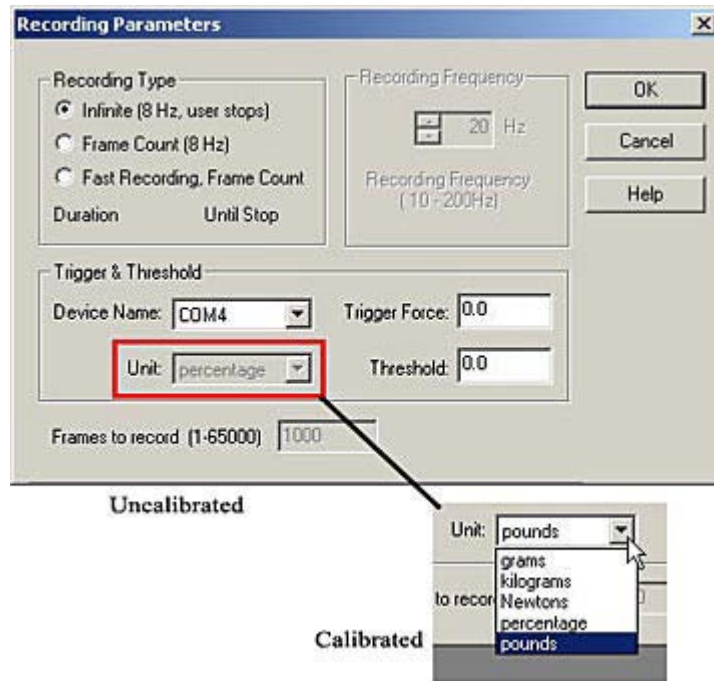 Recording Parameters
Recording Type
Infinite (8 Hz, user stops)
Frame Count (8 Hz)
Fast Recording, Frame Count
Duration Until Stop
Recording Frequency
20 Hz
Recording Frequency
(10 - 200Hz)
OK
Cancel
Help
Trigger & Threshold
Device Name: COM4
Trigger Force: 0.0
Unit: percentage
Threshold: 0.0
Frames to record (1-65000) 1000
Uncalibrated
Unit: pounds
grams
kilograms
to recor
Newtons
percentage
pounds
Calibrated